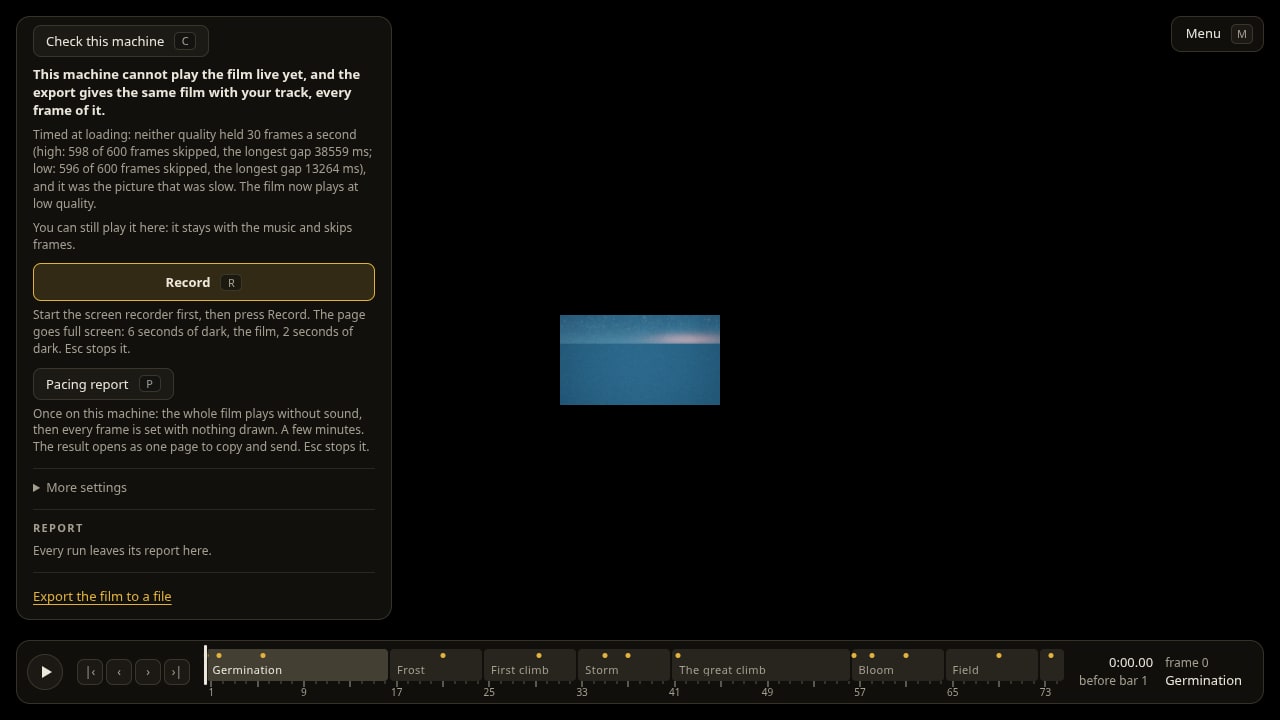 Check this machine C
This machine cannot play the film live yet, and the
export gives the same film with your track, every
frame of it.
Timed at loading: neither quality held 30 frames a second
(high: 598 of 600 frames skipped, the longest gap 38559 ms;
low: 596 of 600 frames skipped, the longest gap 13264 ms),
and it was the picture that was slow. The film now plays at
low quality.
You can still play it here: it stays with the music and skips
frames.
Record R
Start the screen recorder first, then press Record. The page
goes full screen: 6 seconds of dark, the film, 2 seconds of
dark. Esc stops it.
Pacing report P
Once on this machine: the whole film plays without sound,
then every frame is set with nothing drawn. A few minutes.
The result opens as one page to copy and send. Esc stops it.
More settings
REPORT
Every run leaves its report here.
Export the film to a file
Menu M
Germination Frost First climb Storm The great climb Bloom Field
1 9 17 25 33 41 49 57 65 73
0:00.00 frame 0
before bar 1 Germination